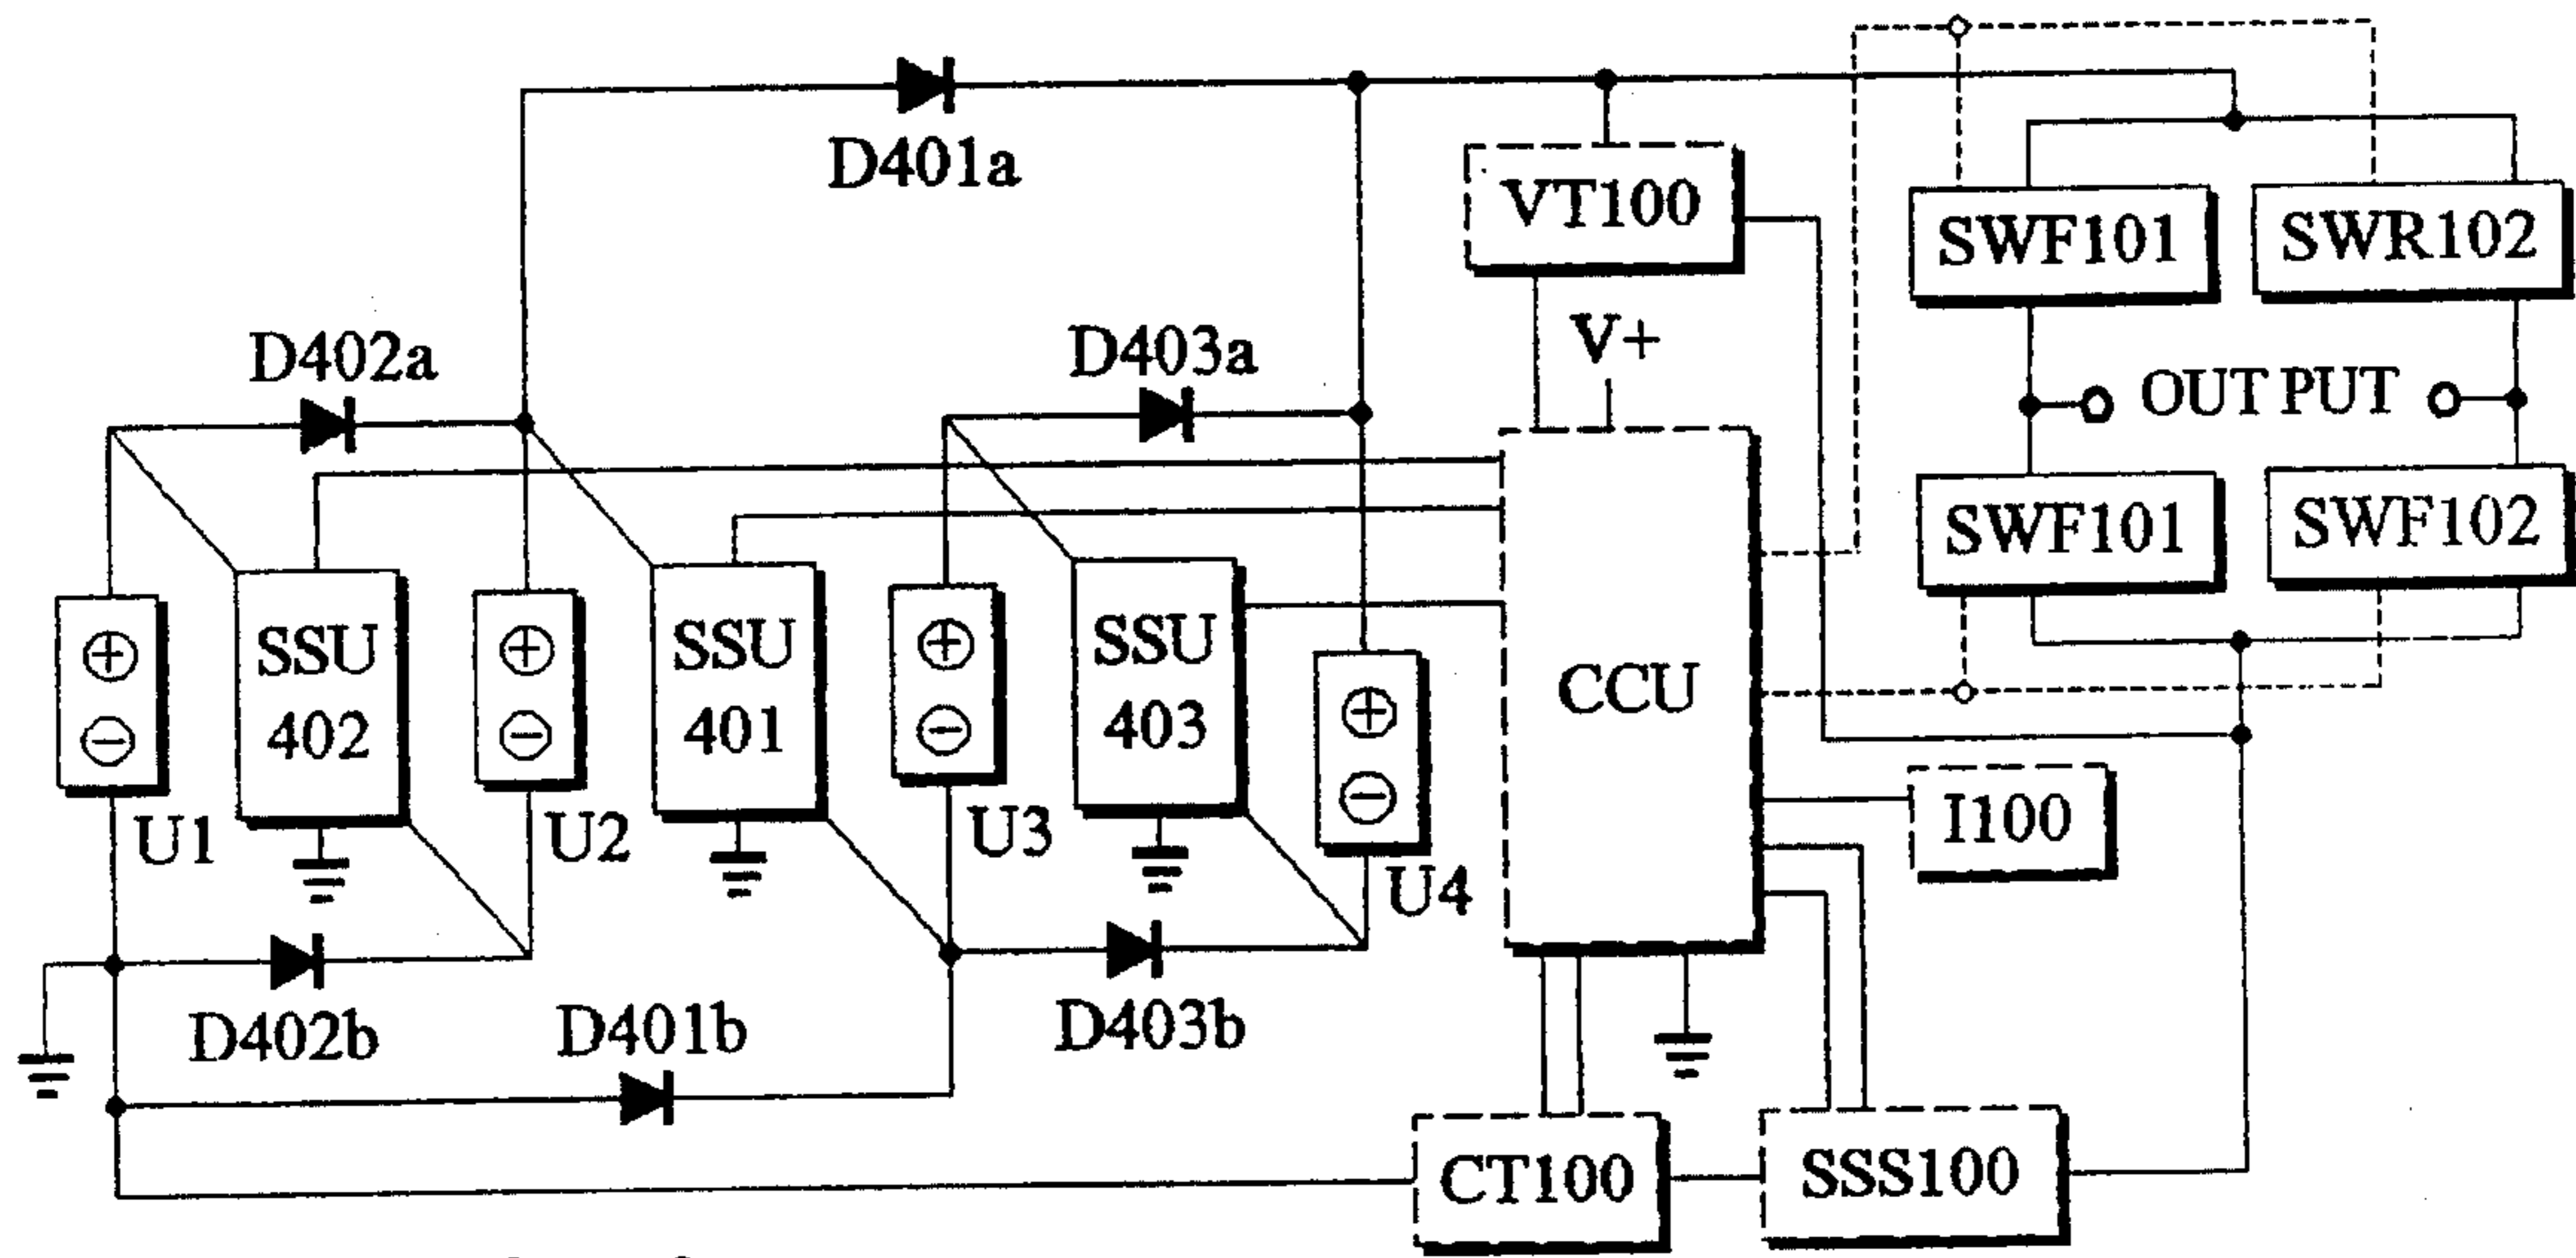 D401a
VT100
SWF101
SWR102
V+
D402a
D403a
OUT PUT
SWF101
SWF102
+
-
U1
SSU
402
+
-
U2
SSU
401
+
-
U3
SSU
403
+
-
U4
CCU
I100
D402b
D401b
D403b
CT100
SSS100